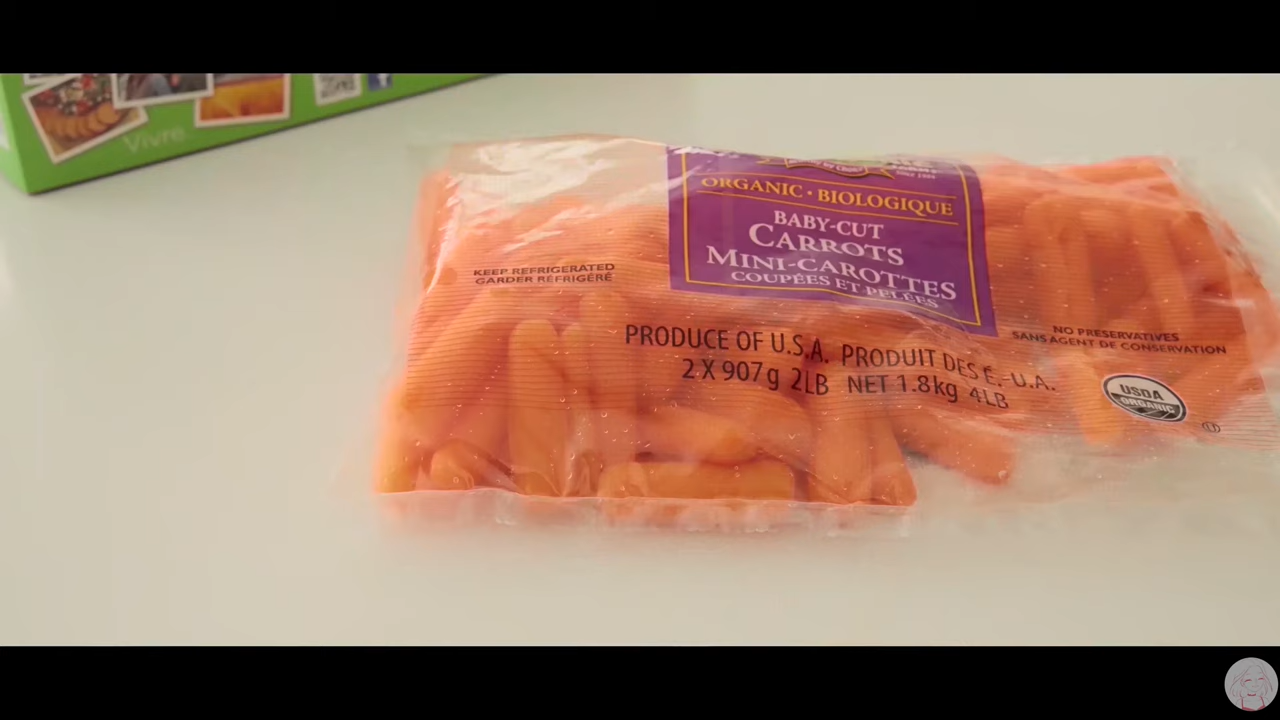 Vivre
ORGANIC • BIOLOGIQUE
BABY-CUT
CARROTS
MINI-CAROTTES
COUPÉES ET PELÉES
KEEP REFRIGERATED
GARDER RÉFRIGÉRÉ
PRODUCE OF U.S.A. PRODUIT DES É.-U.A.
2 X 907g 2LB NET 1.8kg 4LB
NO PRESERVATIVES
SANS AGENT DE CONSERVATION
USDA
ORGANIC